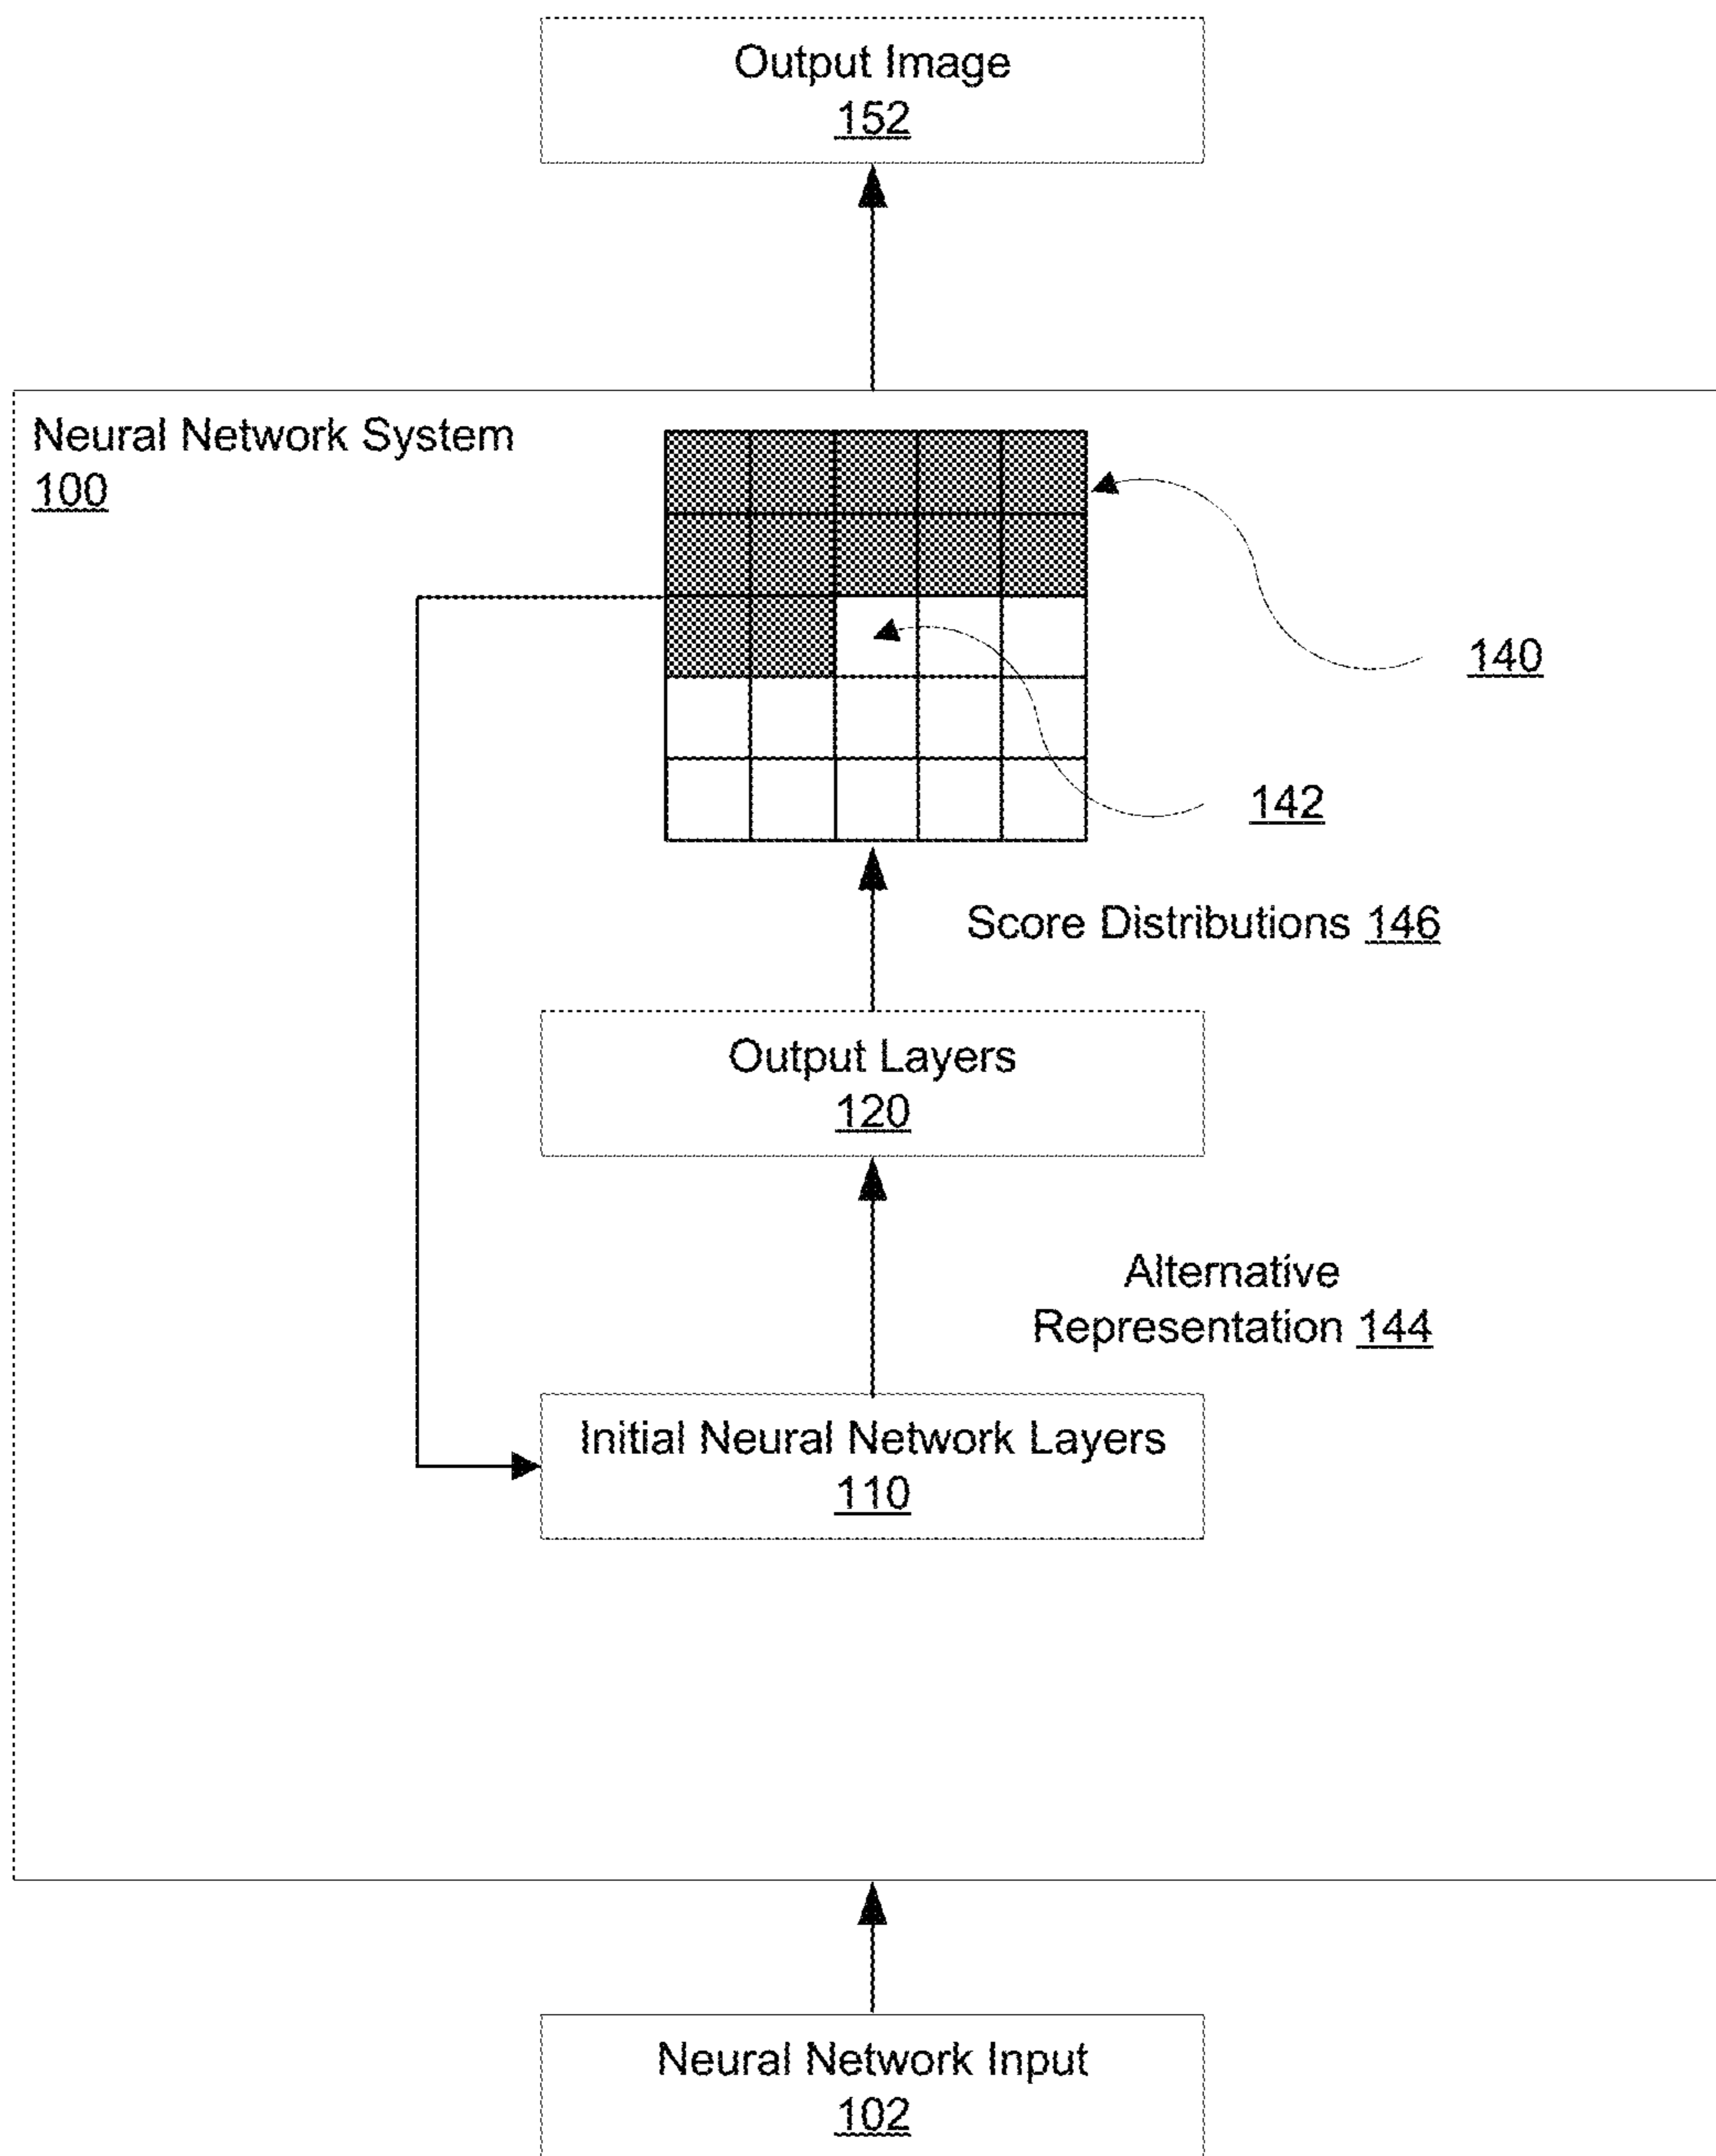 Output Image
152
Neural Network System
100
140
142
Score Distributions 146
Output Layers
120
Alternative
Representation 144
Initial Neural Network Layers
110
Neural Network Input
102